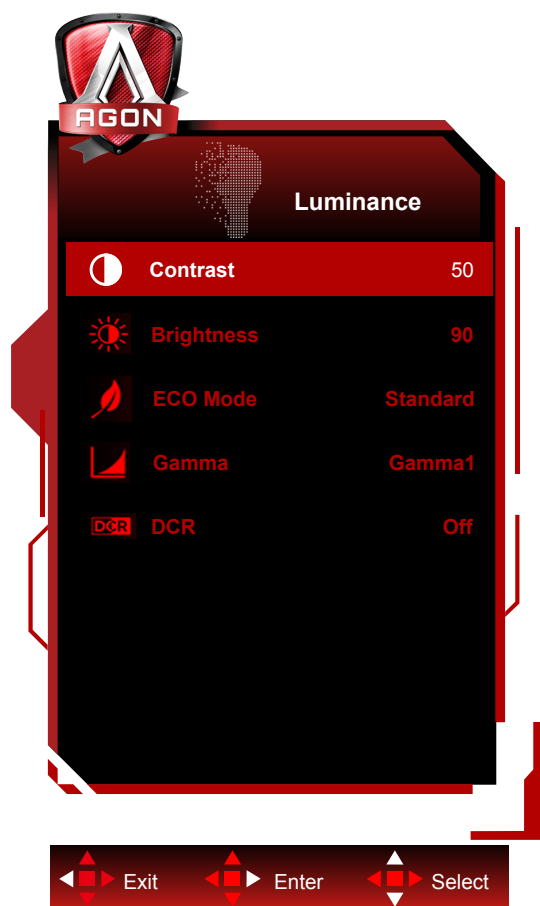 AGON
Luminance
Contrast 50
Brightness 90
ECO Mode Standard
Gamma Gamma1
DCR DCR Off
Exit Enter Select